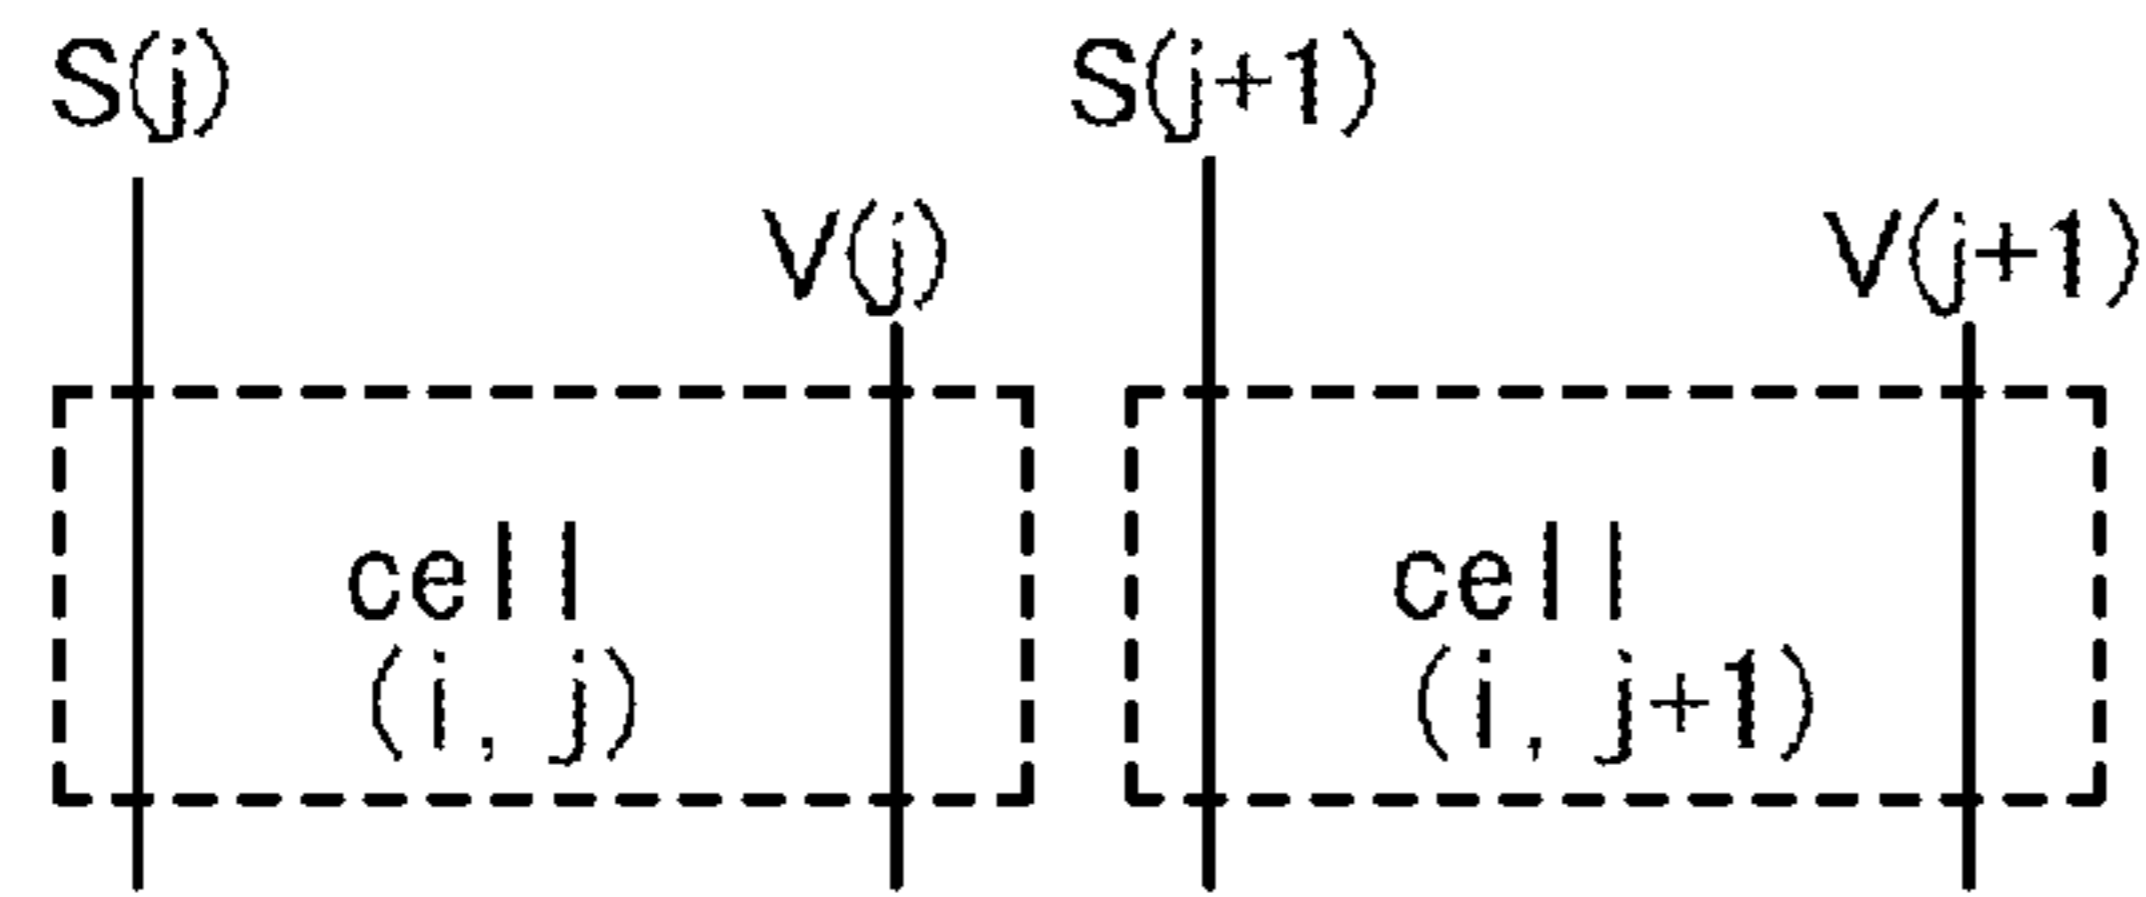 S(j)
S(j+1)
V(j)
V(j+1)
cell
(i, j)
cell
(i, j+1)